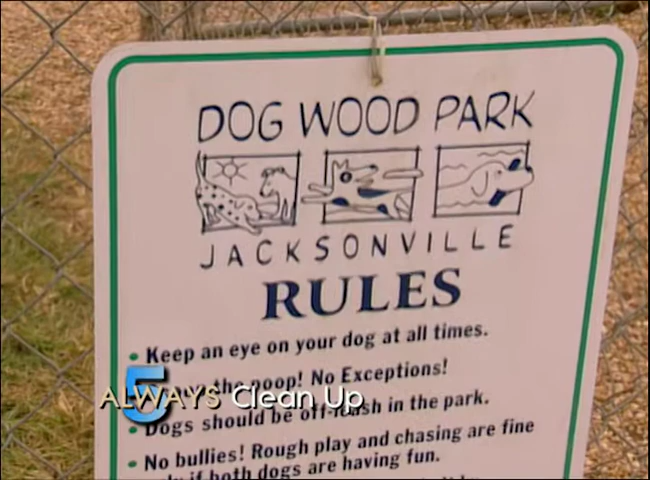 DOG WOOD PARK
JACKSONVILLE
RULES
• Keep an eye on your dog at all times.
the poop! No Exceptions!
5 ALWAYS Clean Up
• Dogs should be off-leash in the park.
• No bullies! Rough play and chasing are fine
only if both dogs are having fun.